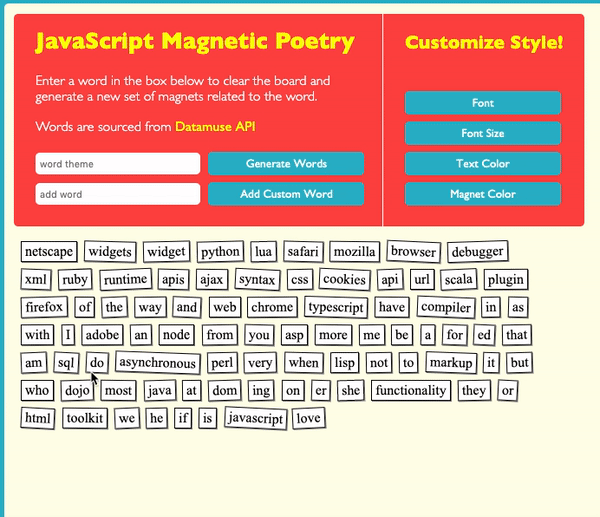 JavaScript Magnetic Poetry
Enter a word in the box below to clear the board and
generate a new set of magnets related to the word.
Words are sourced from Datamuse API
word theme
Generate Words
add word
Add Custom Word
Customize Style!
Font
Font Size
Text Color
Magnet Color
netscape widgets widget python lua safari mozilla browser debugger
xml ruby runtime apis ajax syntax css cookies api url scala plugin
firefox of the way and web chrome typescript have compiler in as
with I adobe an node from you asp more me be a for ed that
am sql do asynchronous perl very when lisp not to markup it but
who dojo most java at dom ing on er she functionality they or
html toolkit we he if is javascript love